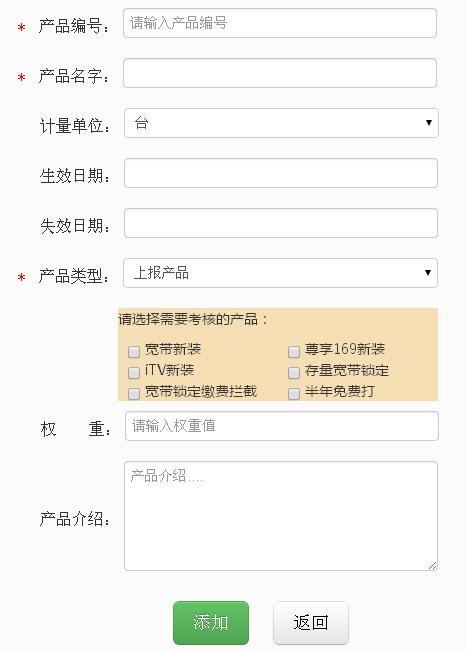 * 产品编号： 请输入产品编号
* 产品名字：
计量单位： 台
生效日期：
失效日期：
* 产品类型： 上报产品
请选择需要考核的产品：
宽带新装 尊享169新装
iTV新装 存量宽带锁定
宽带锁定缴费拦截 半年免费打
权 重： 请输入权重值
产品介绍： 产品介绍....
添加 返回